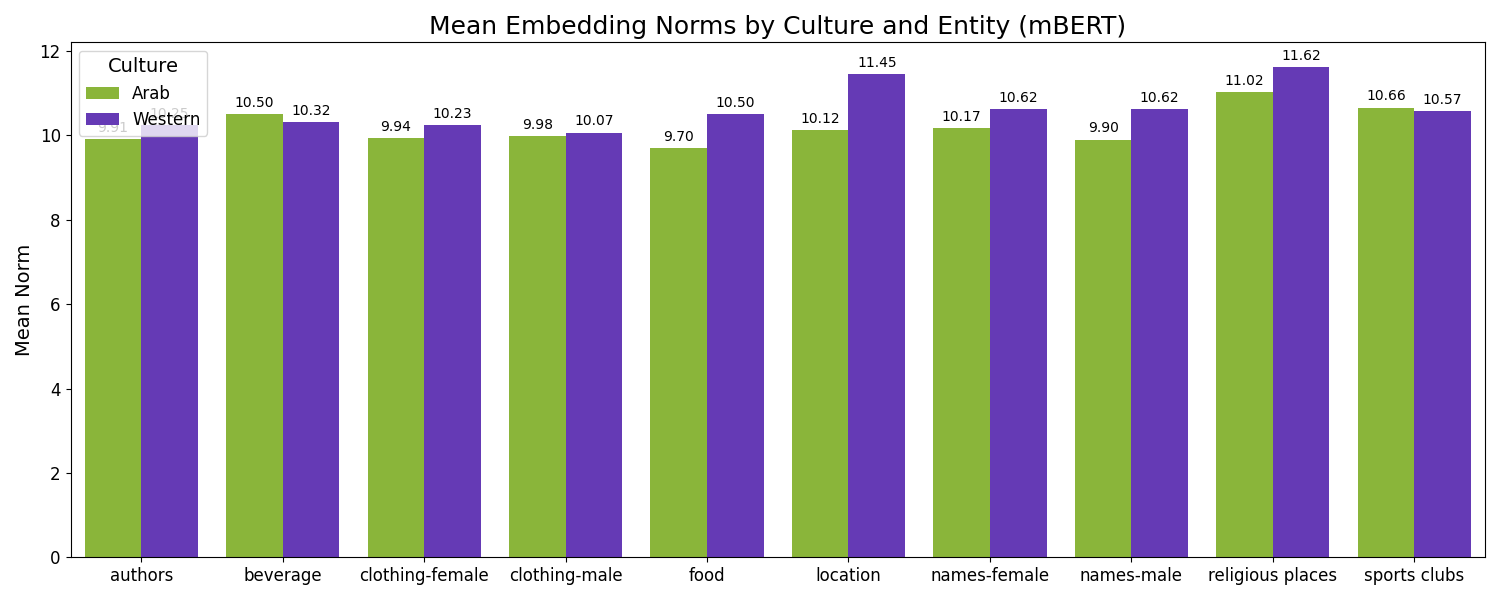 Mean Embedding Norms by Culture and Entity (mBERT)
Culture
Arab
Western
9.91
10.25
10.50
10.32
9.94
10.23
9.98
10.07
9.70
10.50
10.12
11.45
10.17
10.62
9.90
10.62
11.02
11.62
10.66
10.57
Mean Norm
12
10
8
6
4
2
0
authors
beverage
clothing-female
clothing-male
food
location
names-female
names-male
religious places
sports clubs